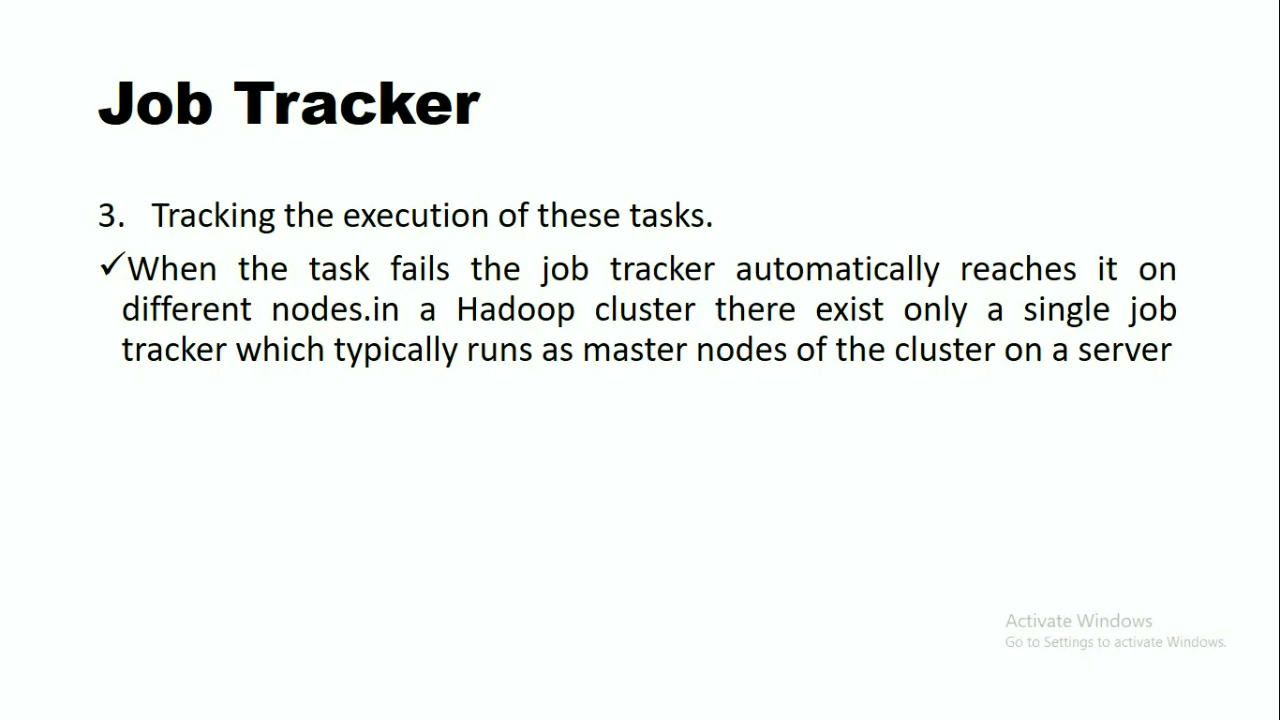 Job Tracker
3. Tracking the execution of these tasks.
✓When the task fails the job tracker automatically reaches it on
different nodes.in a Hadoop cluster there exist only a single job
tracker which typically runs as master nodes of the cluster on a server
Activate Windows
Go to Settings to activate Windows.